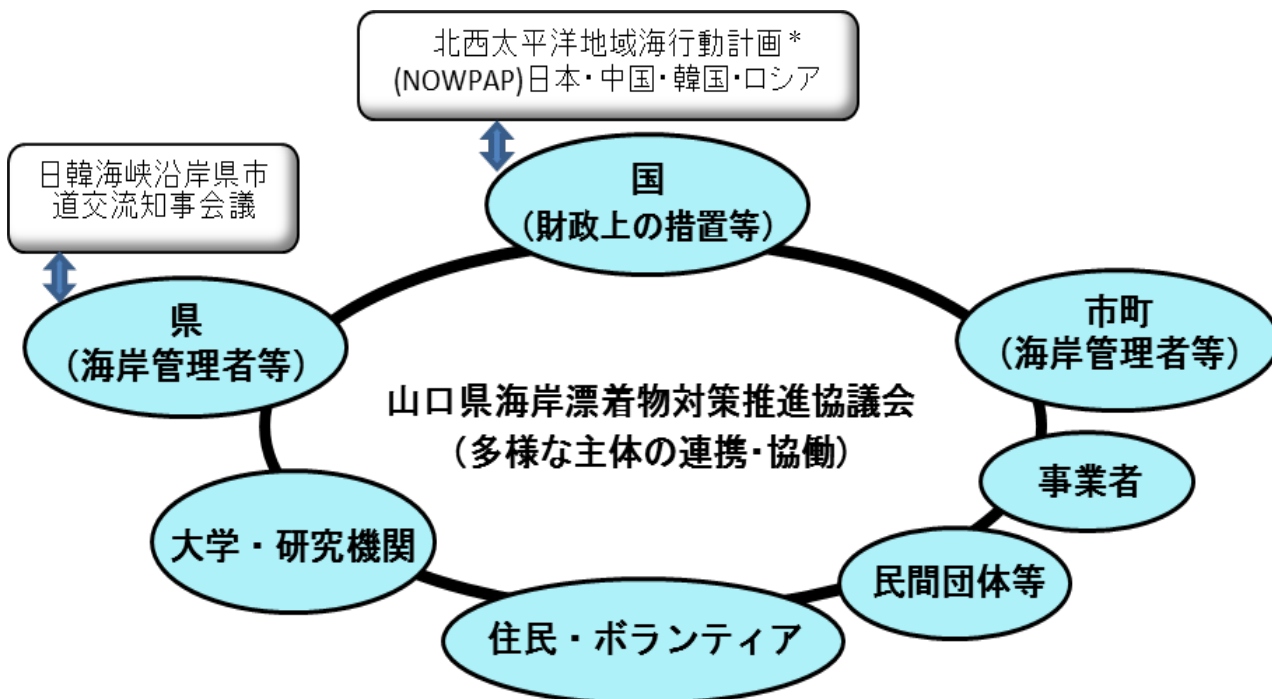 北西太平洋地域海行動計画*
(NOWPAP)日本・中国・韓国・ロシア
日韓海峡沿岸県市
道交流知事会議
国
(財政上の措置等)
県
(海岸管理者等)
市町
(海岸管理者等)
山口県海岸漂着物対策推進協議会
(多様な主体の連携・協働)
事業者
大学・研究機関
民間団体等
住民・ボランティア